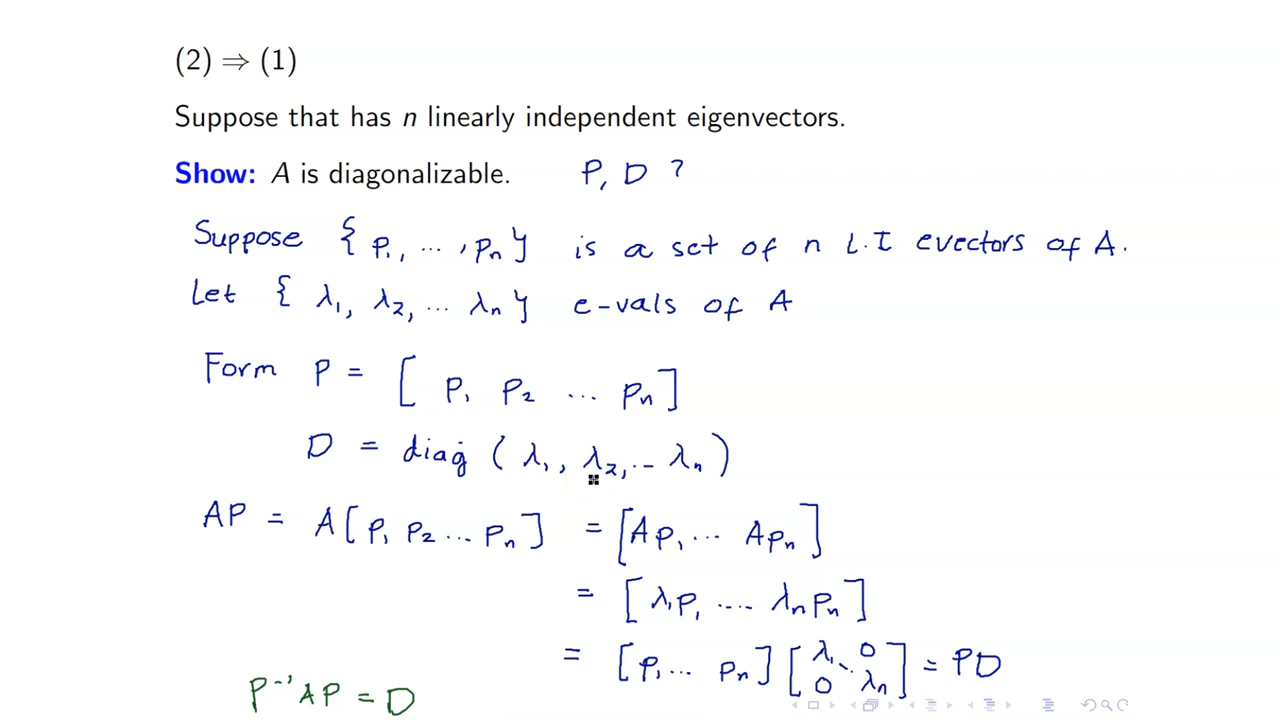 (2) ⇒ (1)
Suppose that has n linearly independent eigenvectors.
Show: A is diagonalizable. P, D ?
Suppose { p₁, ... , pₙ } is a set of n L.I evectors of A.
Let { λ₁, λ₂, ... λₙ } e-vals of A
Form P = [ p₁ p₂ ... pₙ ]
D = diag ( λ₁, λ₂, .. λₙ )
AP = A[ p₁ p₂ ... pₙ ] = [ Ap₁ ... Apₙ ]
= [ λ₁p₁ .... λₙpₙ ]
= [ p₁ ... pₙ ] [ λ₁ 0 ⋱ 0 λₙ ] = PD
P⁻¹AP = D